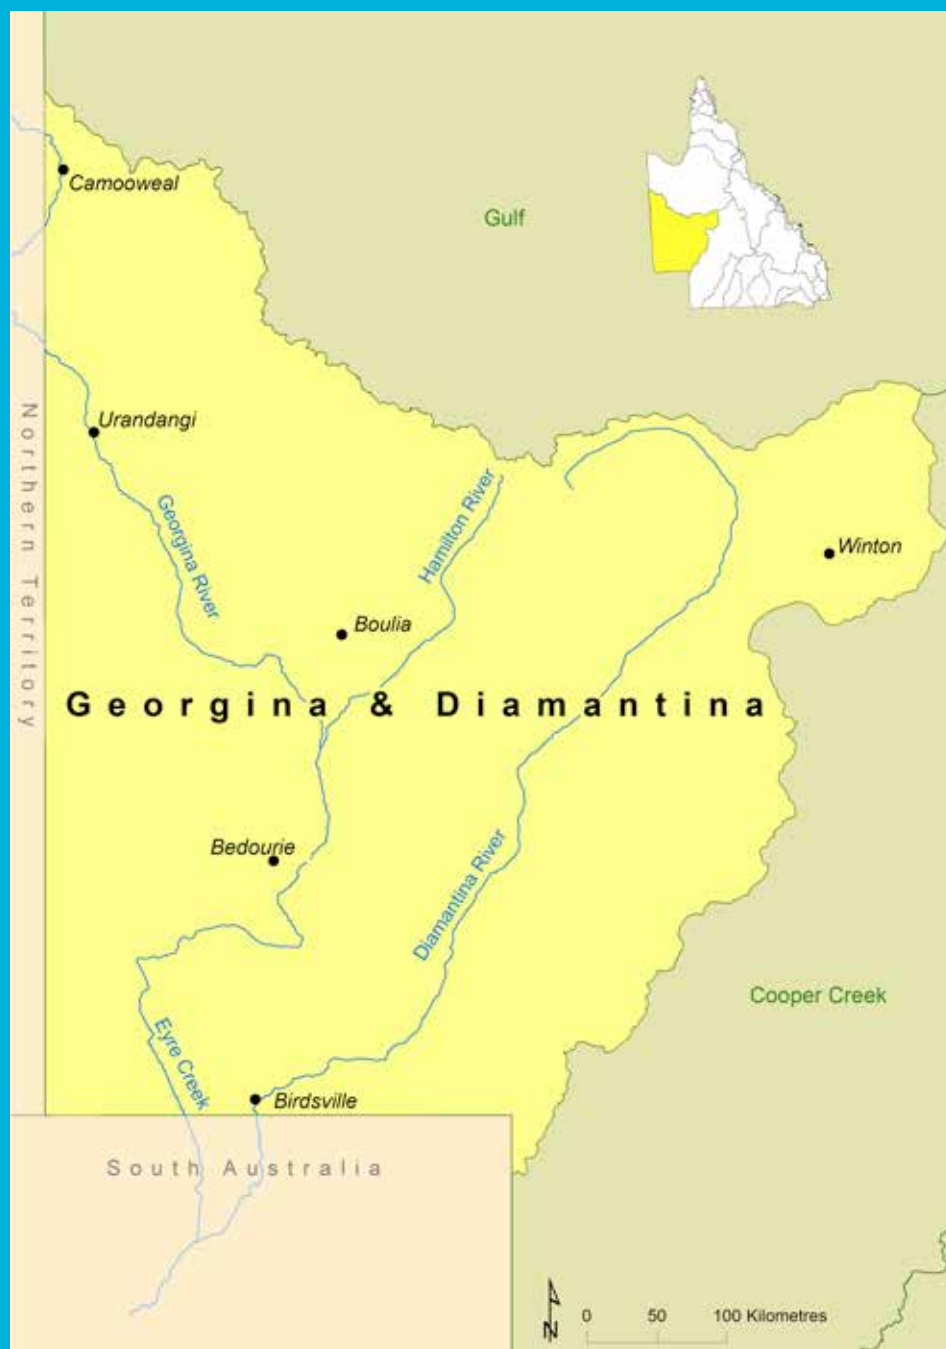 Camooweal
Gulf
Urandangi
Northern Territory
Georgina River
Hamilton River
Winton
Boulia
Georgina & Diamantina
Bedourie
Diamantina River
Cooper Creek
Eyre Creek
Birdsville
South Australia
N
0 50 100 Kilometres